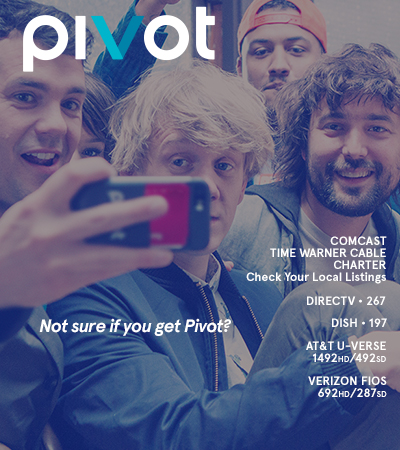 pivot
COMCAST
TIME WARNER CABLE
CHARTER
Check Your Local Listings
DIRECTV • 267
Not sure if you get Pivot?
DISH • 197
AT&T U-VERSE
1492HD/492SD
VERIZON FIOS
692HD/287SD